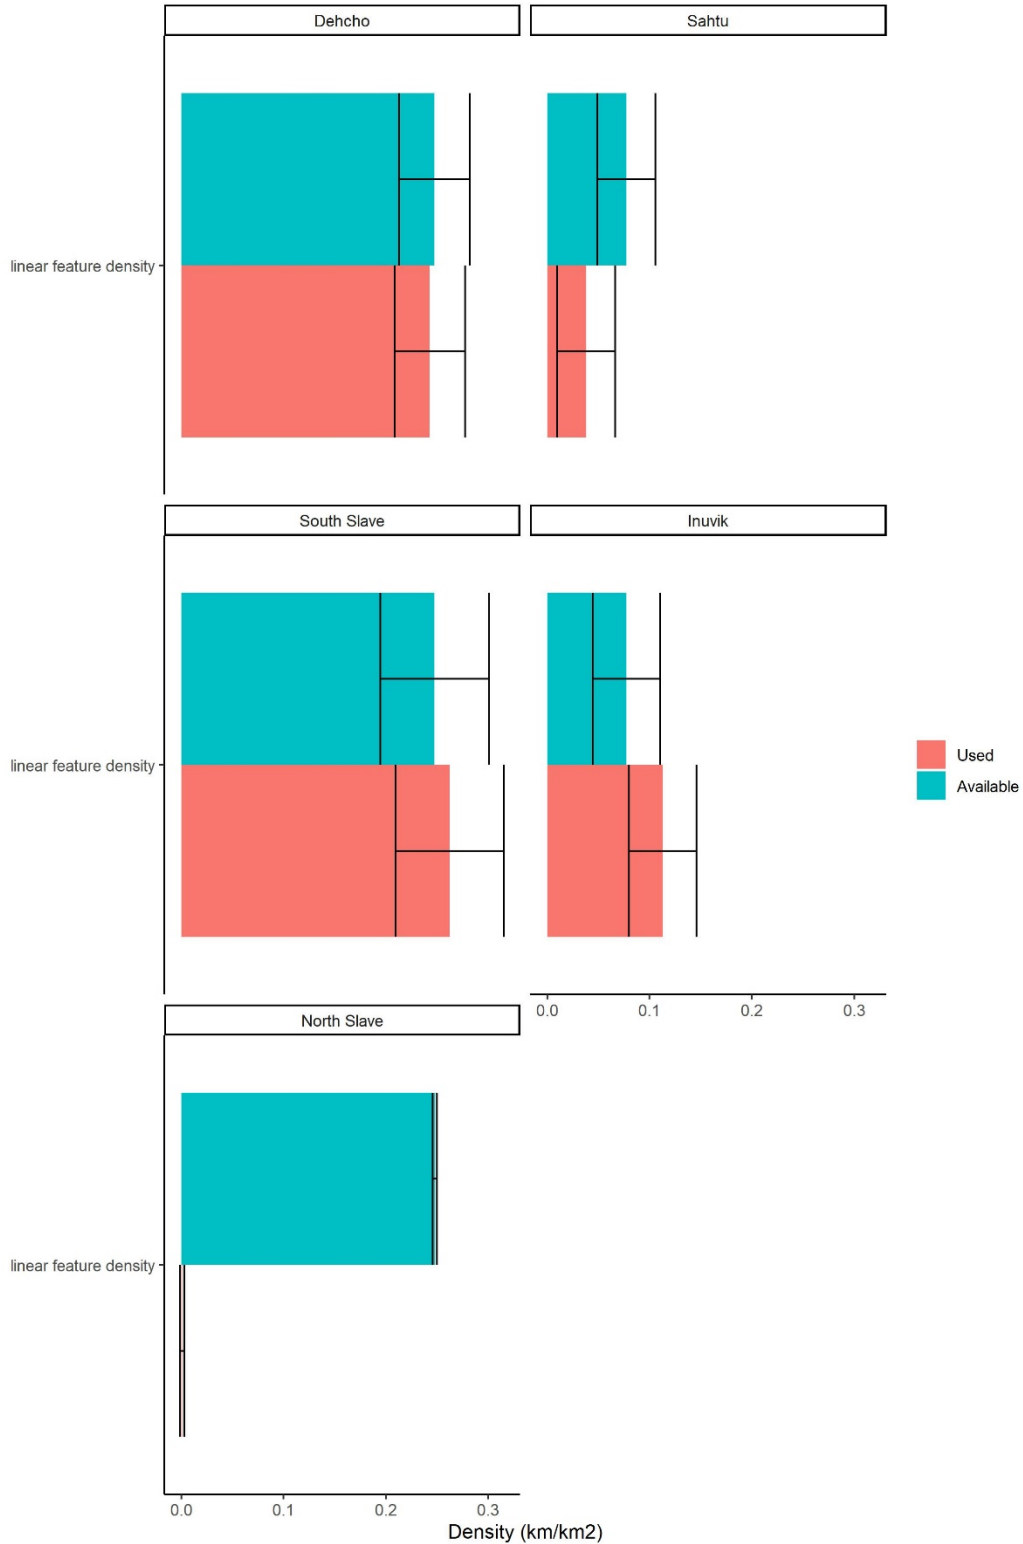 Dehcho
Sahtu
linear feature density
South Slave
Inuvik
linear feature density
Used
Available
0.0 0.1 0.2 0.3
North Slave
linear feature density
0.0 0.1 0.2 0.3
Density (km/km2)